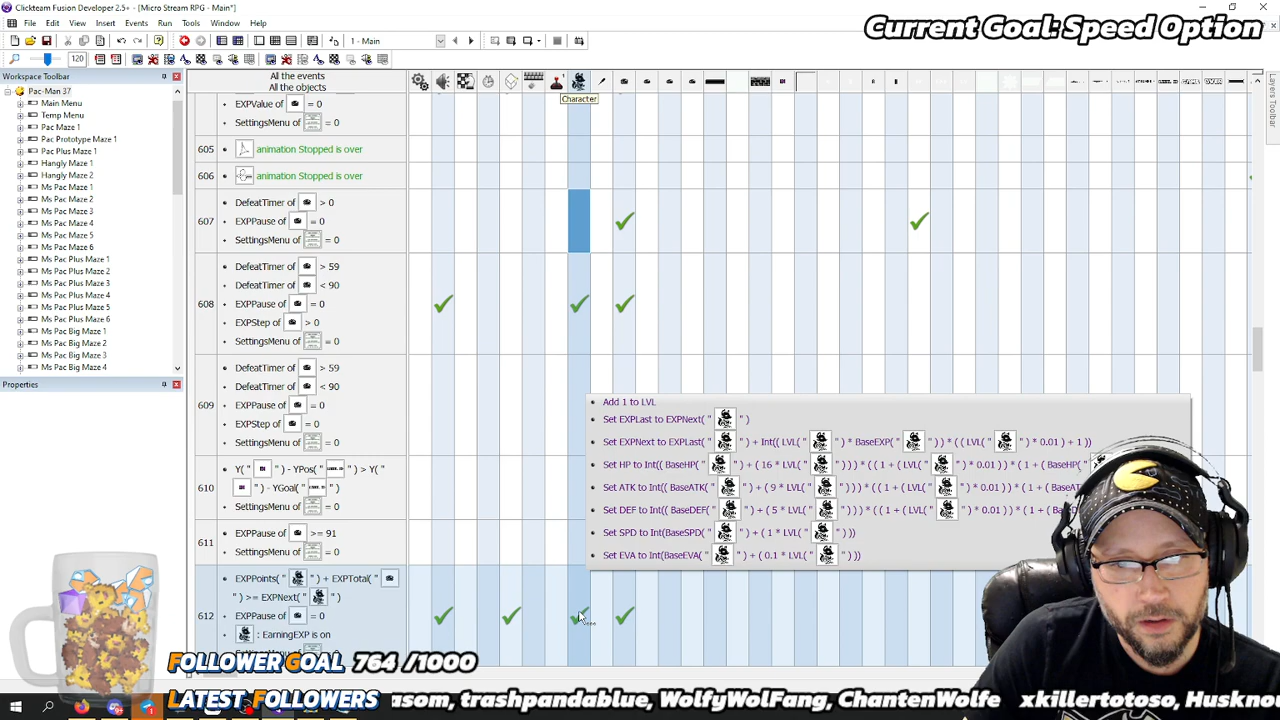 Clickteam Fusion Developer 2.5+ - [Micro Stream RPG - Main*]
File Edit View Insert Events Run Tools Window Help
Current Goal: Speed Option
1 - Main
120
Workspace Toolbar
Pac-Man 37
Main Menu
Temp Menu
Pac Maze 1
Pac Prototype Maze 1
Pac Plus Maze 1
Hangly Maze 1
Hangly Maze 2
Ms Pac Maze 1
Ms Pac Maze 2
Ms Pac Maze 3
Ms Pac Maze 4
Ms Pac Maze 5
Ms Pac Maze 6
Ms Pac Plus Maze 1
Ms Pac Plus Maze 2
Ms Pac Plus Maze 3
Ms Pac Plus Maze 4
Ms Pac Plus Maze 5
Ms Pac Plus Maze 6
Ms Pac Big Maze 1
Ms Pac Big Maze 2
Ms Pac Big Maze 3
Ms Pac Big Maze 4
Properties
All the events
All the objects
Character
Layers Toolbar
EXPValue of = 0
SettingsMenu of = 0
605 animation Stopped is over
606 animation Stopped is over
607
DefeatTimer of > 0
EXPPause of = 0
SettingsMenu of = 0
608
DefeatTimer of > 59
DefeatTimer of < 90
EXPPause of = 0
EXPStep of > 0
SettingsMenu of = 0
609
DefeatTimer of > 59
DefeatTimer of < 90
EXPPause of = 0
EXPStep of = 0
SettingsMenu of = 0
610
Y( " ") - YPos( " ") > Y( "
") - YGoal( " ")
SettingsMenu of = 0
611
EXPPause of >= 91
SettingsMenu of = 0
612
EXPPoints( " ") + EXPTotal( "
") >= EXPNext( " ")
EXPPause of = 0
: EarningEXP is on
Add 1 to LVL
Set EXPLast to EXPNext( " ")
Set EXPNext to EXPLast( " ") + Int(( LVL( " ") * BaseEXP( " ")) * ( ( LVL( " ") * 0.01 ) + 1 ))
Set HP to Int(( BaseHP( " ") + ( 16 * LVL( " "))) * ((1 + ( LVL( " ") * 0.01 )) * (1 + ( BaseHP( "
Set ATK to Int(( BaseATK( " ") + ( 9 * LVL( " "))) * ((1 + ( LVL( " ") * 0.01 )) * (1 + ( BaseAT
Set DEF to Int(( BaseDEF( " ") + ( 5 * LVL( " "))) * ((1 + ( LVL( " ") * 0.01 )) * (1 + (
Set SPD to Int(BaseSPD( " ") + ( 1 * LVL( " ")))
Set EVA to Int(BaseEVA( " ") + ( 0.1 * LVL( " ")))
Follower Goal 764 /1000
Latest Followers asom, trashpandablue, WolfyWolFang, ChantenWolfe xkillertotoso, Huskno